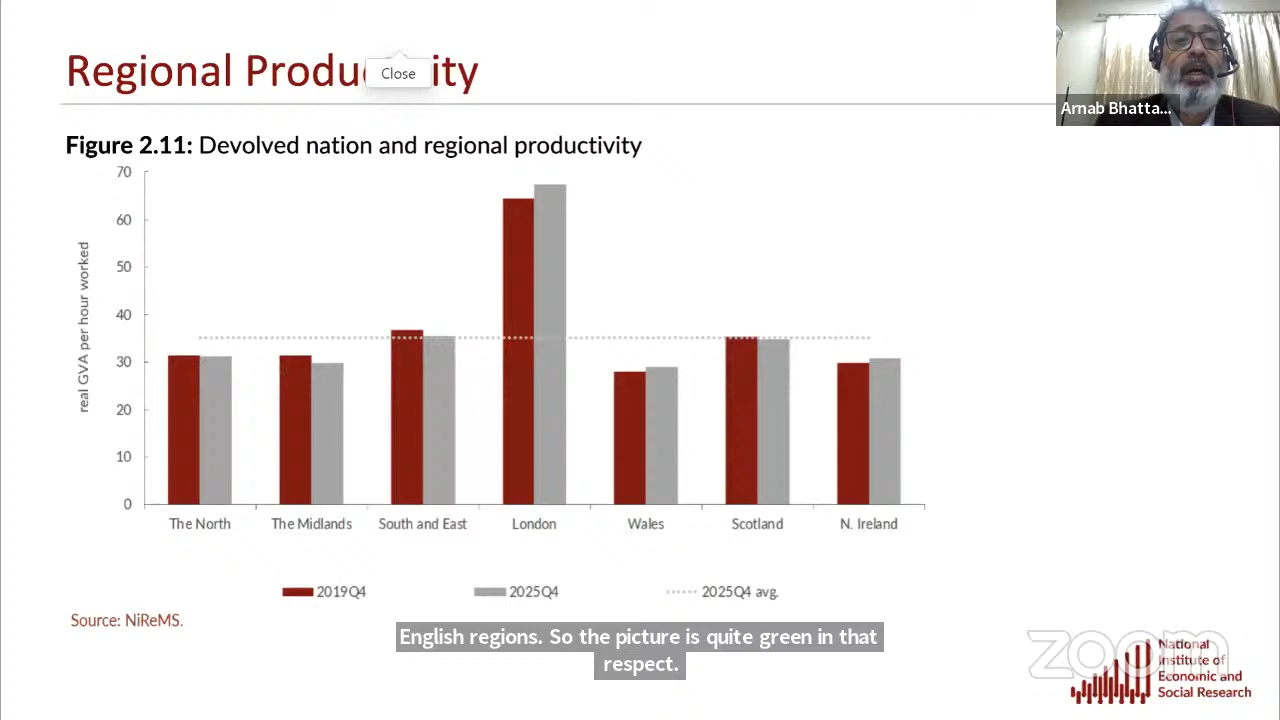 Regional Produ ity
Close
Arnab Bhatta...
Figure 2.11: Devolved nation and regional productivity
real GVA per hour worked
70
60
50
40
30
20
10
0
The North The Midlands South and East London Wales Scotland N. Ireland
2019Q4 2025Q4 2025Q4 avg.
Source: NiReMS.
English regions. So the picture is quite green in that
respect.
zoom
National
Institute of
Economic and
Social Research